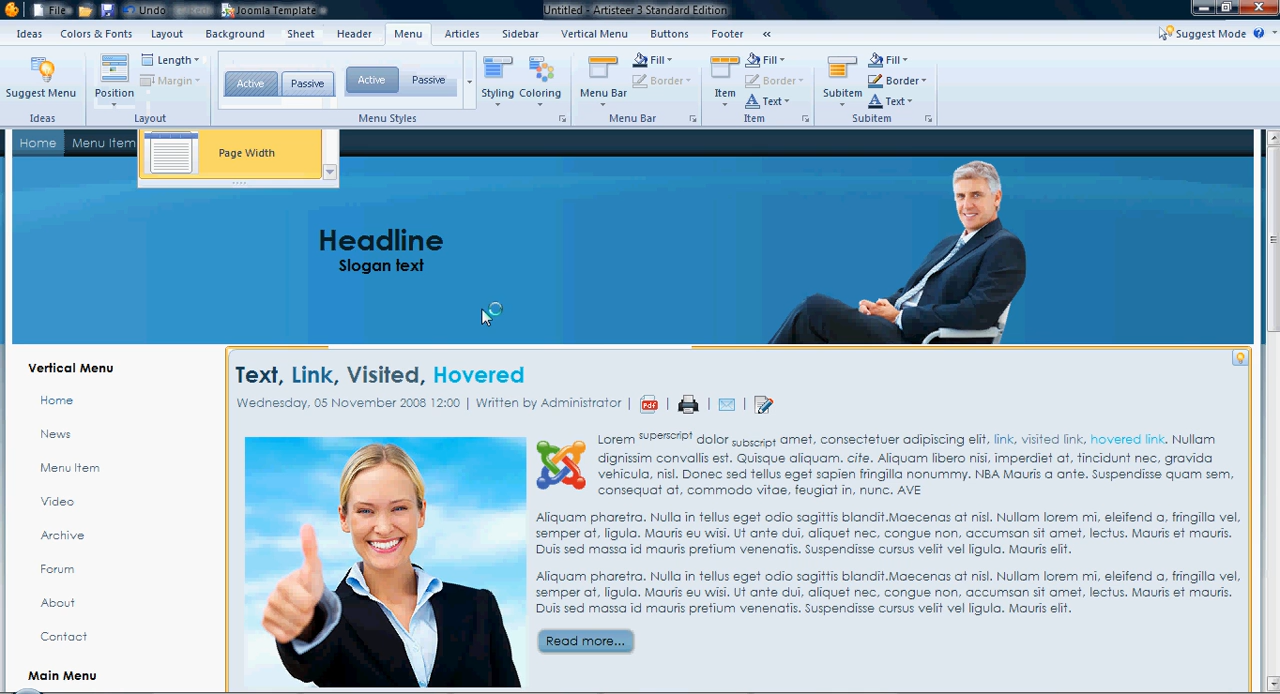 File Undo Redo Joomla Template Untitled - Artisteer 3 Standard Edition
Ideas Colors & Fonts Layout Background Sheet Header Menu Articles Sidebar Vertical Menu Buttons Footer « Suggest Mode
Suggest Menu
Ideas
Position
Length
Margin
Layout
Active Passive Active Passive
Styling Coloring
Menu Styles
Menu Bar
Fill
Border
Menu Bar
Item
Fill
Border
Text
Item
Subitem
Fill
Border
Text
Subitem
Home Menu Item
Page Width
Headline
Slogan text
Vertical Menu
Home
News
Menu Item
Video
Archive
Forum
About
Contact
Main Menu
Text, Link, Visited, Hovered
Wednesday, 05 November 2008 12:00 | Written by Administrator | Pdf | | |
Lorem superscript dolor subscript amet, consectetuer adipiscing elit, link, visited link, hovered link. Nullam
dignissim convallis est. Quisque aliquam. cite. Aliquam libero nisi, imperdiet at, tincidunt nec, gravida
vehicula, nisl. Donec sed tellus eget sapien fringilla nonummy. NBA Mauris a ante. Suspendisse quam sem,
consequat at, commodo vitae, feugiat in, nunc. AVE
Aliquam pharetra. Nulla in tellus eget odio sagittis blandit.Maecenas at nisl. Nullam lorem mi, eleifend a, fringilla vel,
semper at, ligula. Mauris eu wisi. Ut ante dui, aliquet nec, congue non, accumsan sit amet, lectus. Mauris et mauris.
Duis sed massa id mauris pretium venenatis. Suspendisse cursus velit vel ligula. Mauris elit.
Aliquam pharetra. Nulla in tellus eget odio sagittis blandit.Maecenas at nisl. Nullam lorem mi, eleifend a, fringilla vel,
semper at, ligula. Mauris eu wisi. Ut ante dui, aliquet nec, congue non, accumsan sit amet, lectus. Mauris et mauris.
Duis sed massa id mauris pretium venenatis. Suspendisse cursus velit vel ligula. Mauris elit.
Read more...